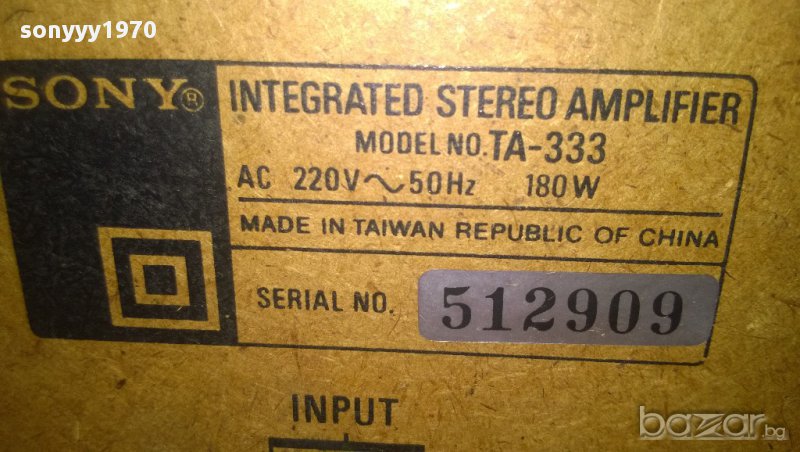 sonyyy1970
SONY®
INTEGRATED STEREO AMPLIFIER
MODEL NO. TA-333
AC 220V ~ 50Hz 180W
MADE IN TAIWAN REPUBLIC OF CHINA
SERIAL NO. 512909
INPUT
bazar.bg